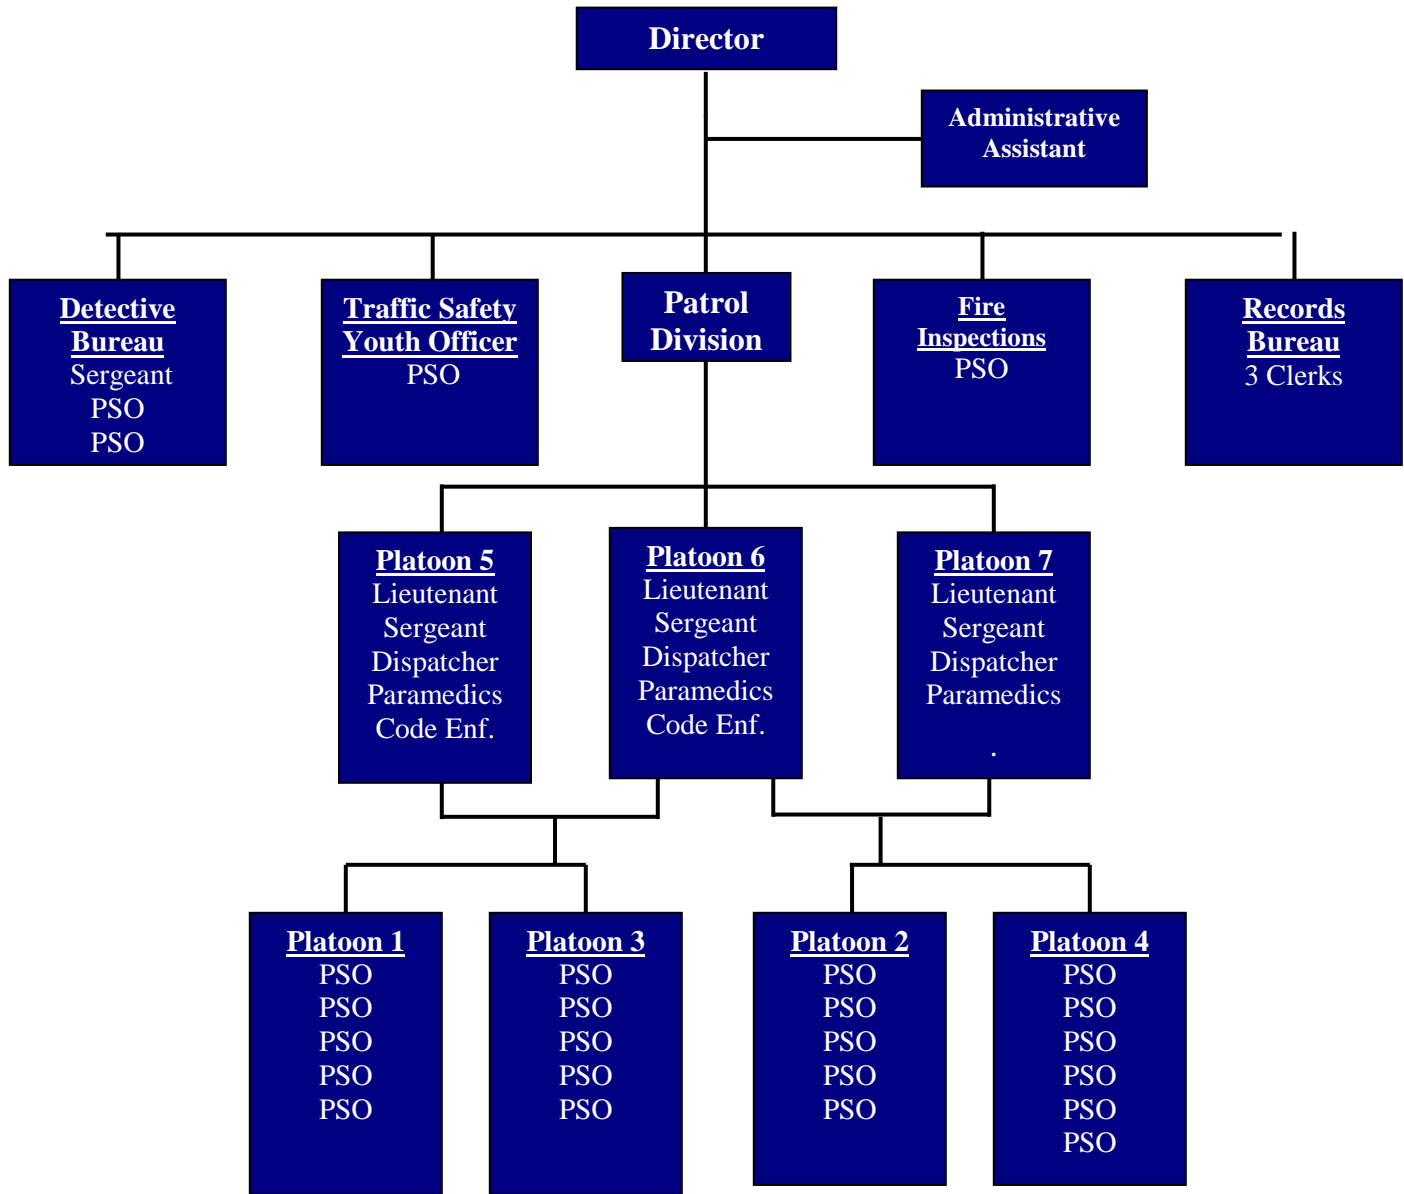 Director
Administrative
Assistant
Detective
Bureau
Sergeant
PSO
PSO
Traffic Safety
Youth Officer
PSO
Patrol
Division
Fire
Inspections
PSO
Records
Bureau
3 Clerks
Platoon 5
Lieutenant
Sergeant
Dispatcher
Paramedics
Code Enf.
Platoon 6
Lieutenant
Sergeant
Dispatcher
Paramedics
Code Enf.
Platoon 7
Lieutenant
Sergeant
Dispatcher
Paramedics
.
Platoon 1
PSO
PSO
PSO
PSO
PSO
Platoon 3
PSO
PSO
PSO
PSO
PSO
Platoon 2
PSO
PSO
PSO
PSO
PSO
Platoon 4
PSO
PSO
PSO
PSO
PSO
PSO